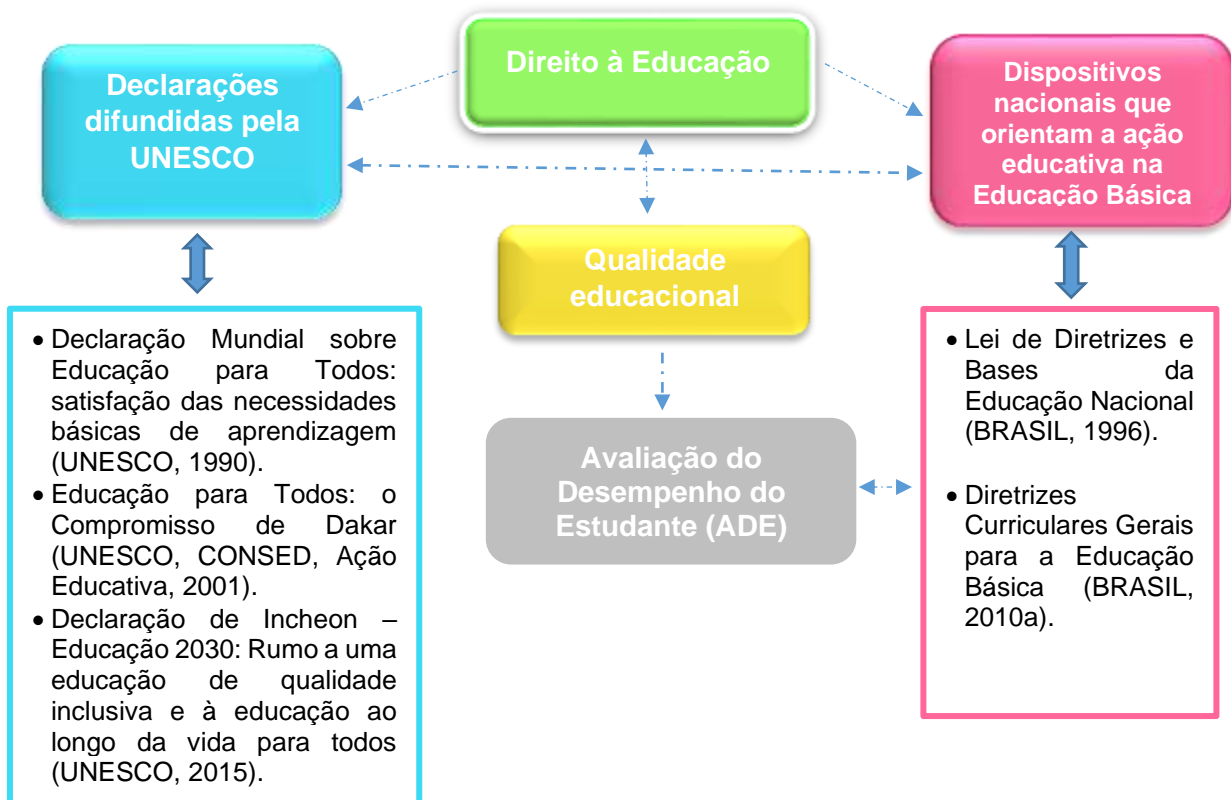 Direito à Educação
Declarações
difundidas pela
UNESCO
Dispositivos
nacionais que
orientam a ação
educativa na
Educação Básica
Qualidade
educacional
Avaliação do
Desempenho do
Estudante (ADE)
• Declaração Mundial sobre
Educação para Todos:
satisfação das necessidades
básicas de aprendizagem
(UNESCO, 1990).
• Educação para Todos: o
Compromisso de Dakar
(UNESCO, CONSED, Ação
Educativa, 2001).
• Declaração de Incheon –
Educação 2030: Rumo a uma
educação de qualidade
inclusiva e à educação ao
longo da vida para todos
(UNESCO, 2015).
• Lei de Diretrizes e
Bases da
Educação Nacional
(BRASIL, 1996).
• Diretrizes
Curriculares Gerais
para a Educação
Básica (BRASIL,
2010a).